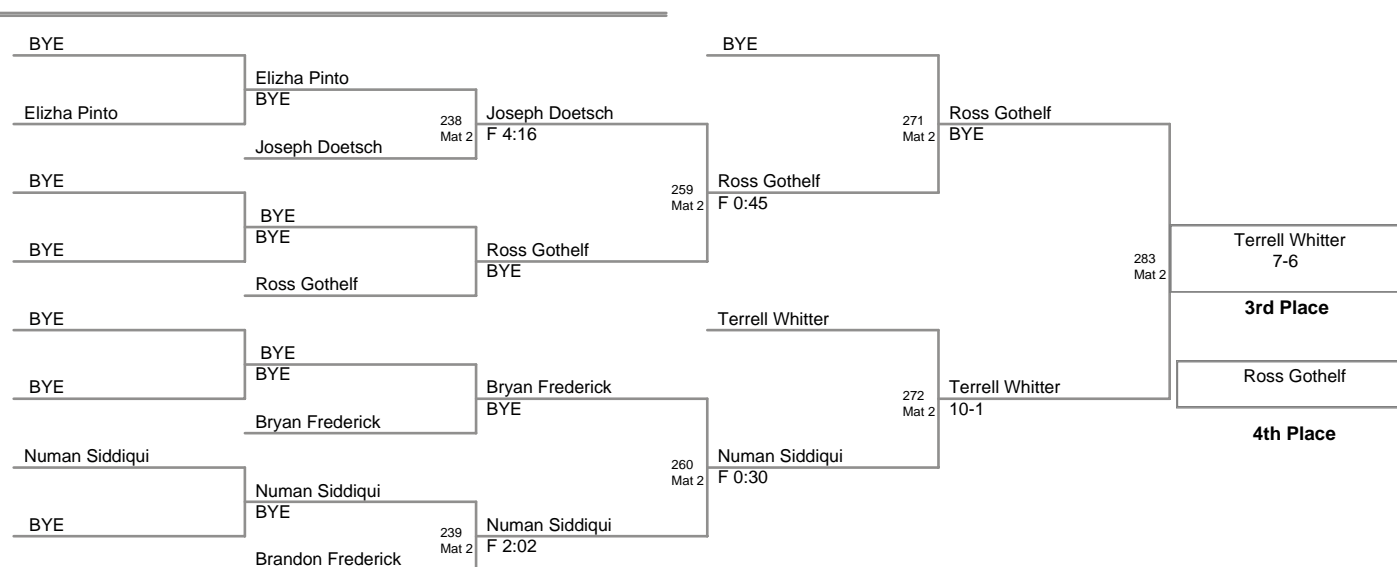 BYE
BYE
Elizha Pinto
BYE
Elizha Pinto
238
Mat 2
Joseph Doetsch
F 4:16
271
Mat 2
Ross Gothelf
BYE
Joseph Doetsch
BYE
259
Mat 2
Ross Gothelf
F 0:45
BYE
BYE
BYE
Ross Gothelf
BYE
283
Mat 2
Terrell Whitter
7-6
Ross Gothelf
3rd Place
BYE
Terrell Whitter
BYE
BYE
BYE
Bryan Frederick
BYE
272
Mat 2
Terrell Whitter
10-1
Ross Gothelf
Bryan Frederick
4th Place
Numan Siddiqui
260
Mat 2
Numan Siddiqui
F 0:30
Numan Siddiqui
BYE
BYE
239
Mat 2
Numan Siddiqui
F 2:02
Brandon Frederick